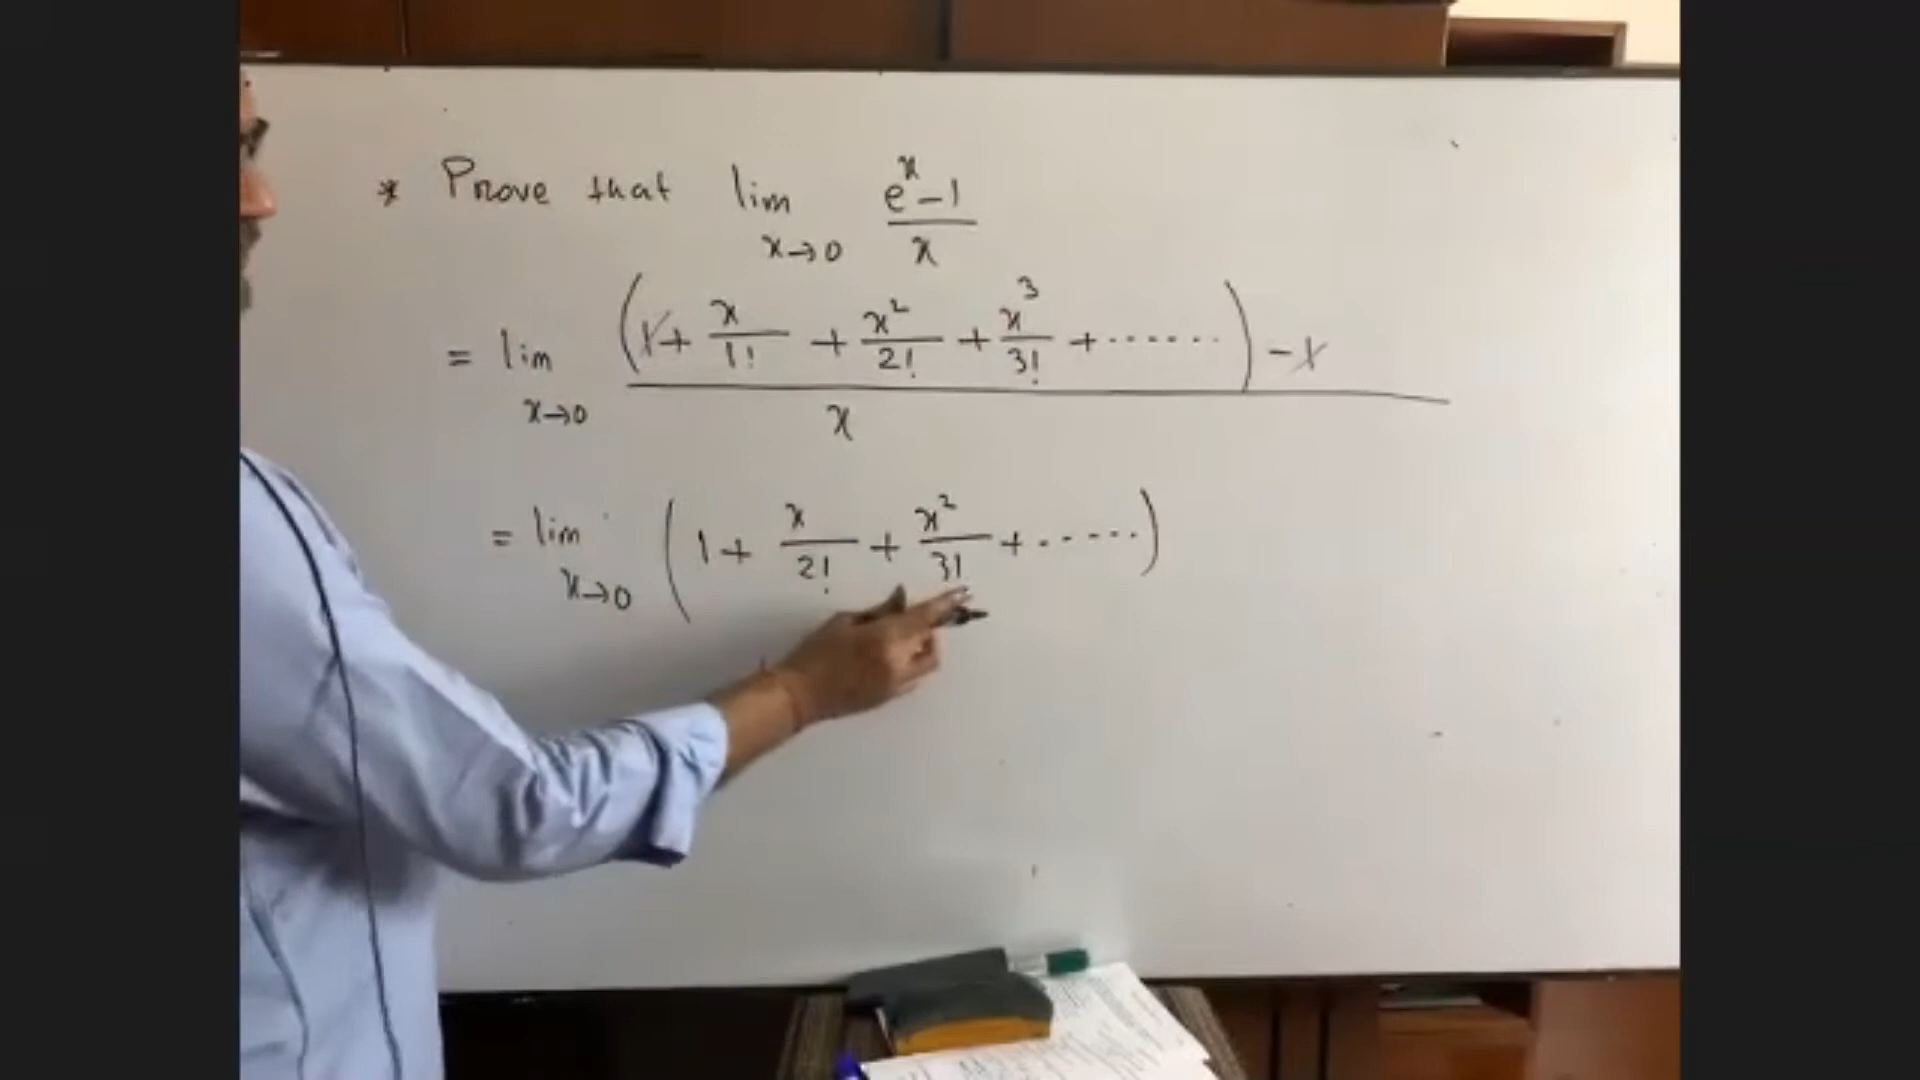 * Prove that lim x→0 (e^x - 1)/x
= lim x→0 ((1 + x/1! + x²/2! + x³/3! + ......) - 1)/x
= lim x→0 (1 + x/2! + x²/3! + ......)